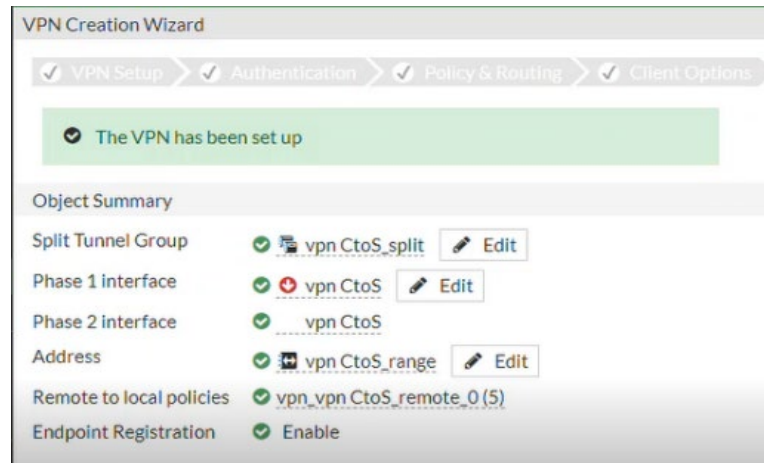 VPN Creation Wizard
VPN Setup Authentication Policy & Routing Client Options
The VPN has been set up
Object Summary
Split Tunnel Group vpn CtoS_split Edit
Phase 1 interface vpn CtoS Edit
Phase 2 interface vpn CtoS
Address vpn CtoS_range Edit
Remote to local policies vpn_vpn CtoS_remote_0 (5)
Endpoint Registration Enable